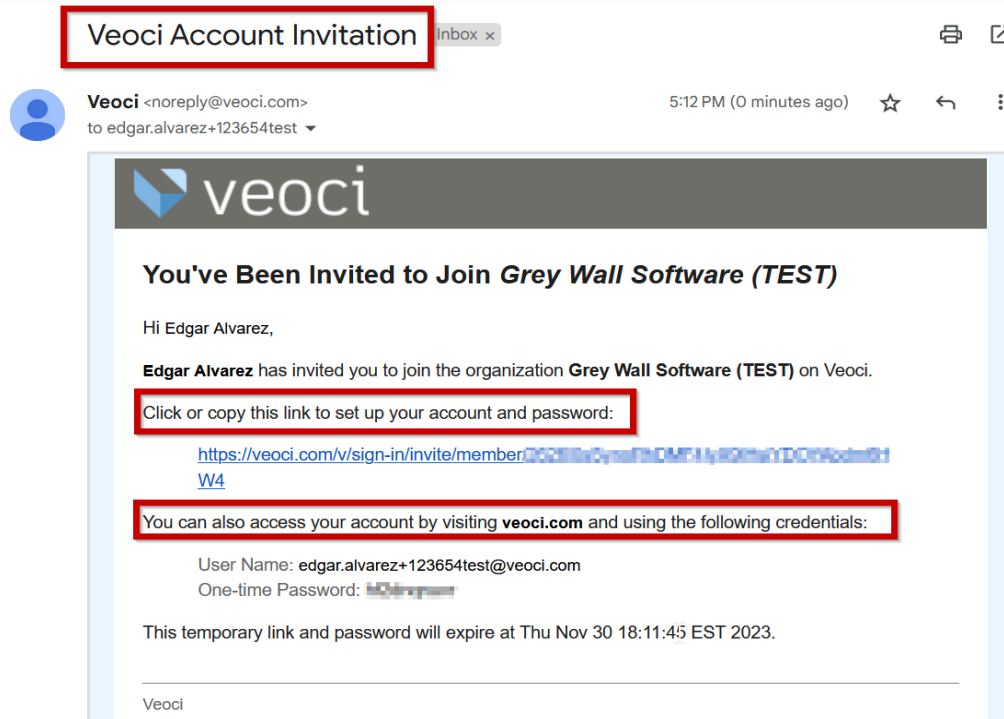 Veoci Account Invitation Inbox x
Veoci <noreply@veoci.com> 5:12 PM (0 minutes ago)
to edgar.alvarez+123654test
veoci
You've Been Invited to Join Grey Wall Software (TEST)
Hi Edgar Alvarez,
Edgar Alvarez has invited you to join the organization Grey Wall Software (TEST) on Veoci.
Click or copy this link to set up your account and password:
https://veoci.com/v/sign-in/invite/member/
W4
You can also access your account by visiting veoci.com and using the following credentials:
User Name: edgar.alvarez+123654test@veoci.com
One-time Password:
This temporary link and password will expire at Thu Nov 30 18:11:45 EST 2023.
Veoci